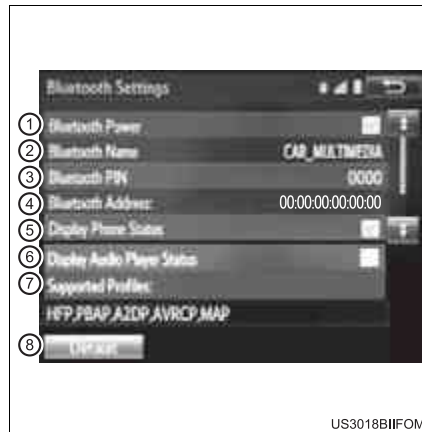 Bluetooth Settings
1 Bluetooth Power
2 Bluetooth Name CAR_MULTIMEDIA
3 Bluetooth PIN 0000
4 Bluetooth Address: 00:00:00:00:00:00
5 Display Phone Status
6 Display Audio Player Status
7 Supported Profiles:
HFP,PBAP,A2DP,AVRCP,MAP
8 Default
US3018BIIFOM